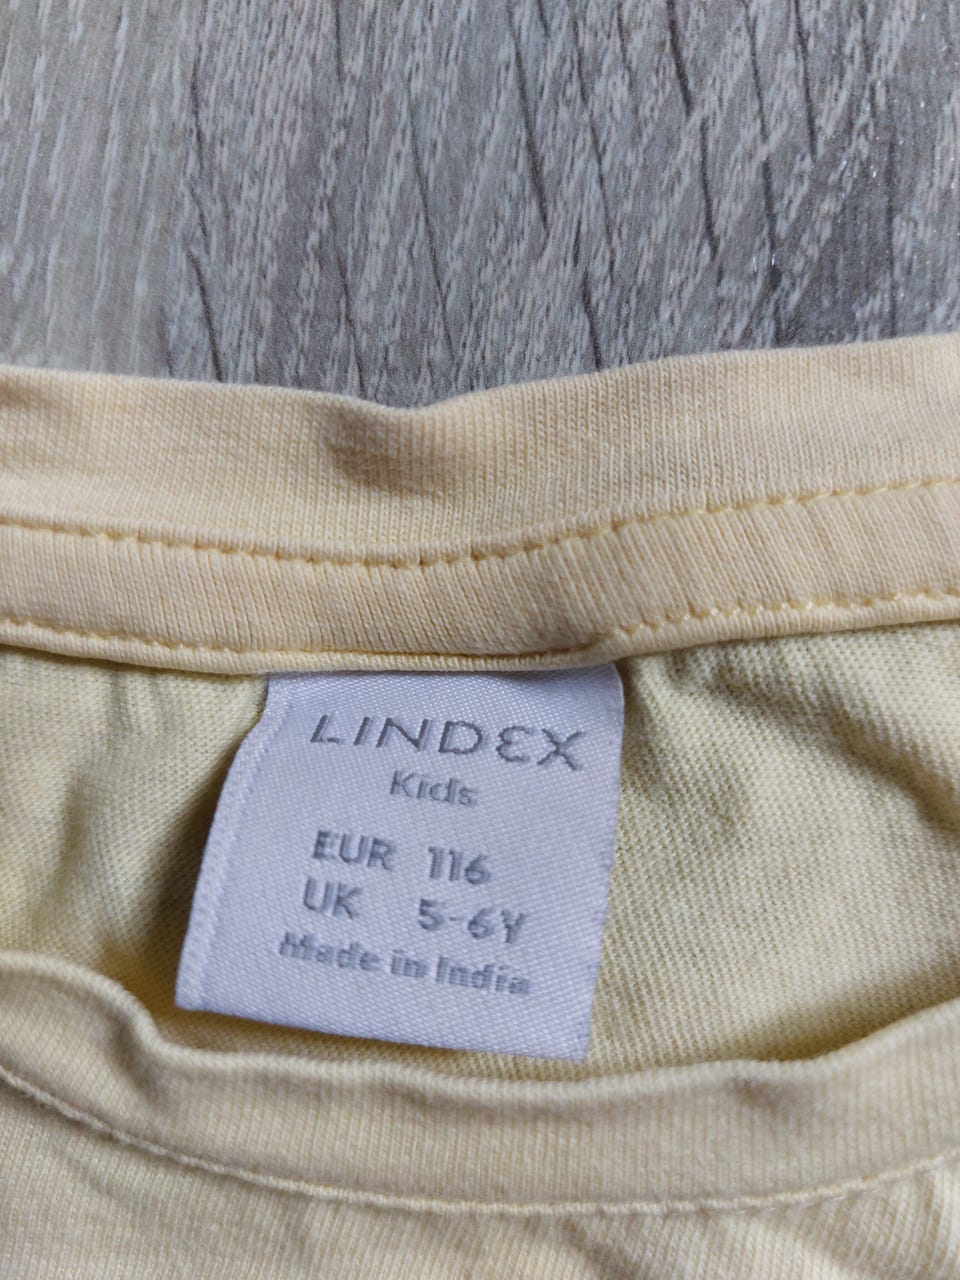 LINDEX
Kids
EUR 116
UK 5-6Y
Made in India